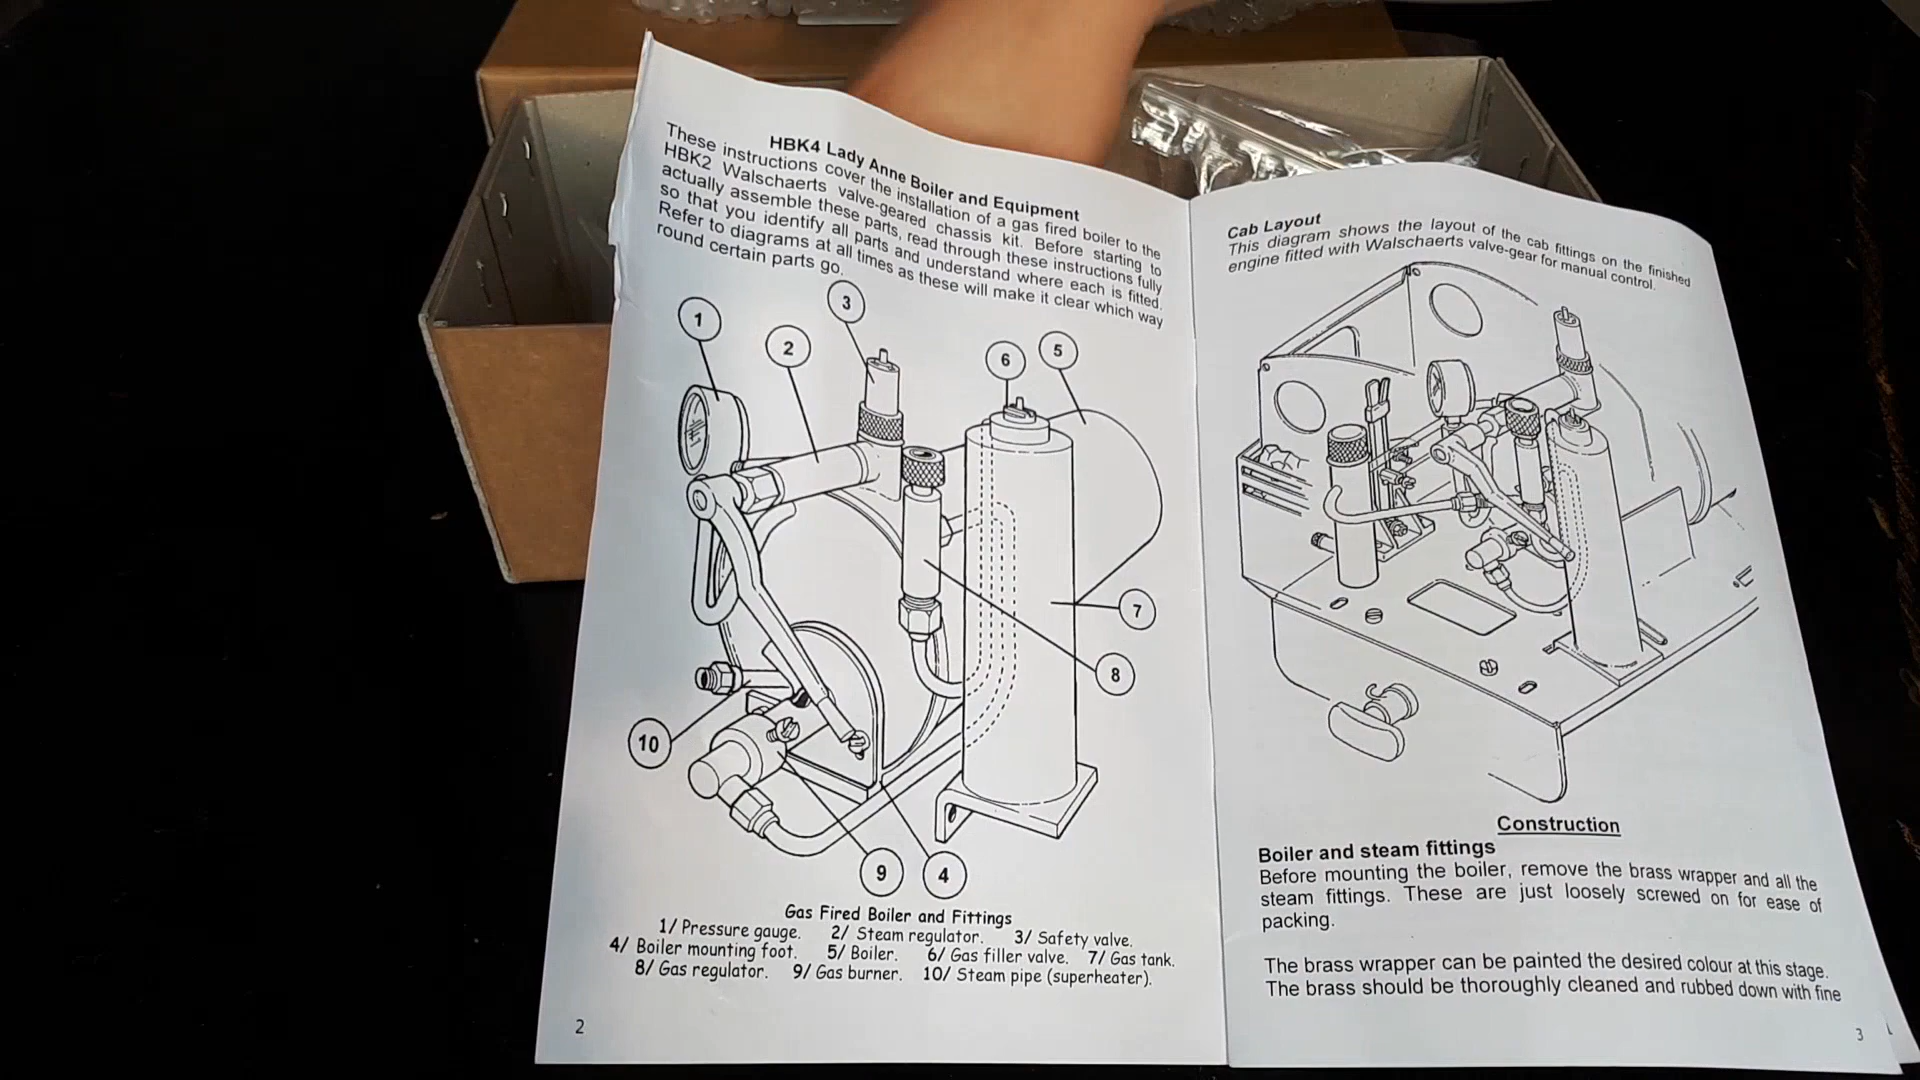 HBK4 Lady Anne Boiler and Equipment
These instructions cover the installation of a gas fired boiler to the
HBK2 Walschaerts valve-geared chassis kit. Before starting to
actually assemble these parts, read through these instructions fully
so that you identify all parts and understand where each is fitted.
Refer to diagrams at all times as these will make it clear which way
round certain parts go.
1
2
3
6
5
7
8
10
9
4
Gas Fired Boiler and Fittings
1/ Pressure gauge. 2/ Steam regulator. 3/ Safety valve.
4/ Boiler mounting foot. 5/ Boiler. 6/ Gas filler valve. 7/ Gas tank.
8/ Gas regulator. 9/ Gas burner. 10/ Steam pipe (superheater).
2
Cab Layout
This diagram shows the layout of the cab fittings on the finished
engine fitted with Walschaerts valve-gear for manual control.
Construction
Boiler and steam fittings
Before mounting the boiler, remove the brass wrapper and all the
steam fittings. These are just loosely screwed on for ease of
packing.
The brass wrapper can be painted the desired colour at this stage.
The brass should be thoroughly cleaned and rubbed down with fine
3